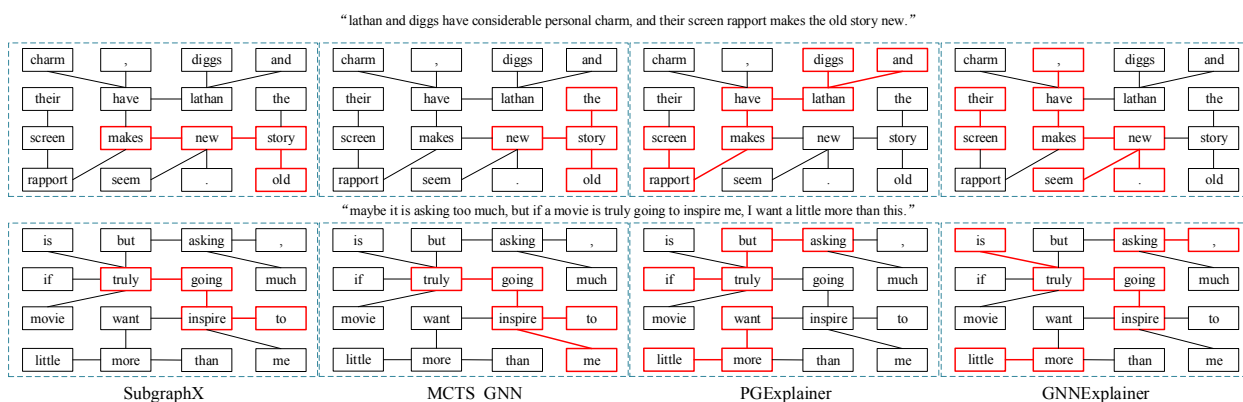 “lathan and diggs have considerable personal charm, and their screen rapport makes the old story new.”
charm , diggs and charm , diggs and charm , diggs and charm , diggs and
their have lathan the their have lathan the their have lathan the their have lathan the
screen makes new story screen makes new story screen makes new story screen makes new story
rapport seem . old rapport seem . old rapport seem . old rapport seem . old
“maybe it is asking too much, but if a movie is truly going to inspire me, I want a little more than this.”
is but asking , is but asking , is but asking , is but asking ,
if truly going much if truly going much if truly going much if truly going much
movie want inspire to movie want inspire to movie want inspire to movie want inspire to
little more than me little more than me little more than me little more than me
SubgraphX MCTS_GNN PGExplainer GNNExplainer